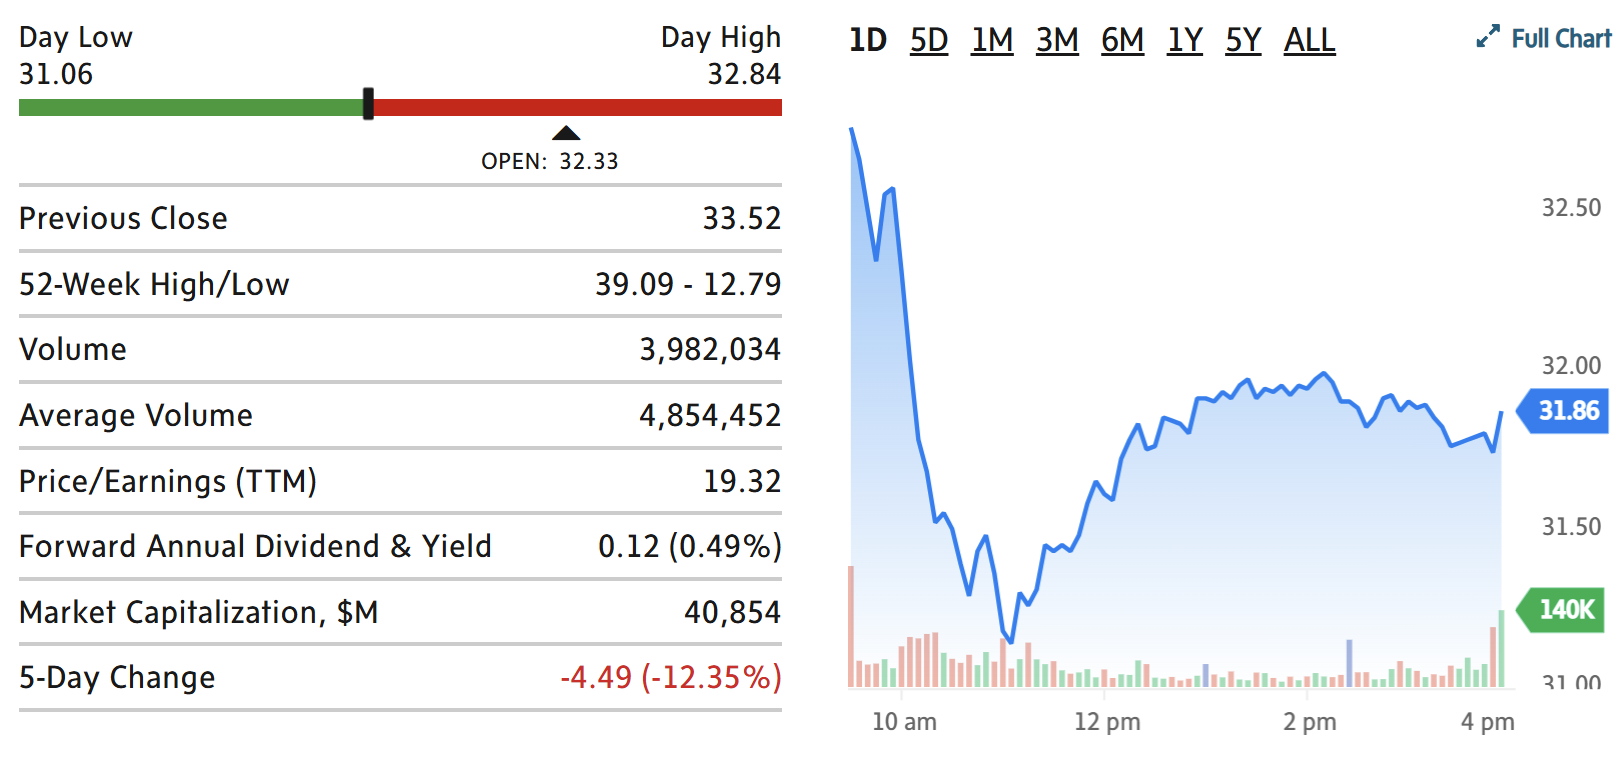 Day Low Day High
31.06 32.84
OPEN: 32.33
Previous Close 33.52
52-Week High/Low 39.09 - 12.79
Volume 3,982,034
Average Volume 4,854,452
Price/Earnings (TTM) 19.32
Forward Annual Dividend & Yield 0.12 (0.49%)
Market Capitalization, $M 40,854
5-Day Change -4.49 (-12.35%)
1D 5D 1M 3M 6M 1Y 5Y ALL Full Chart
32.50
32.00
31.86
31.50
140K
31.00
10 am 12 pm 2 pm 4 pm